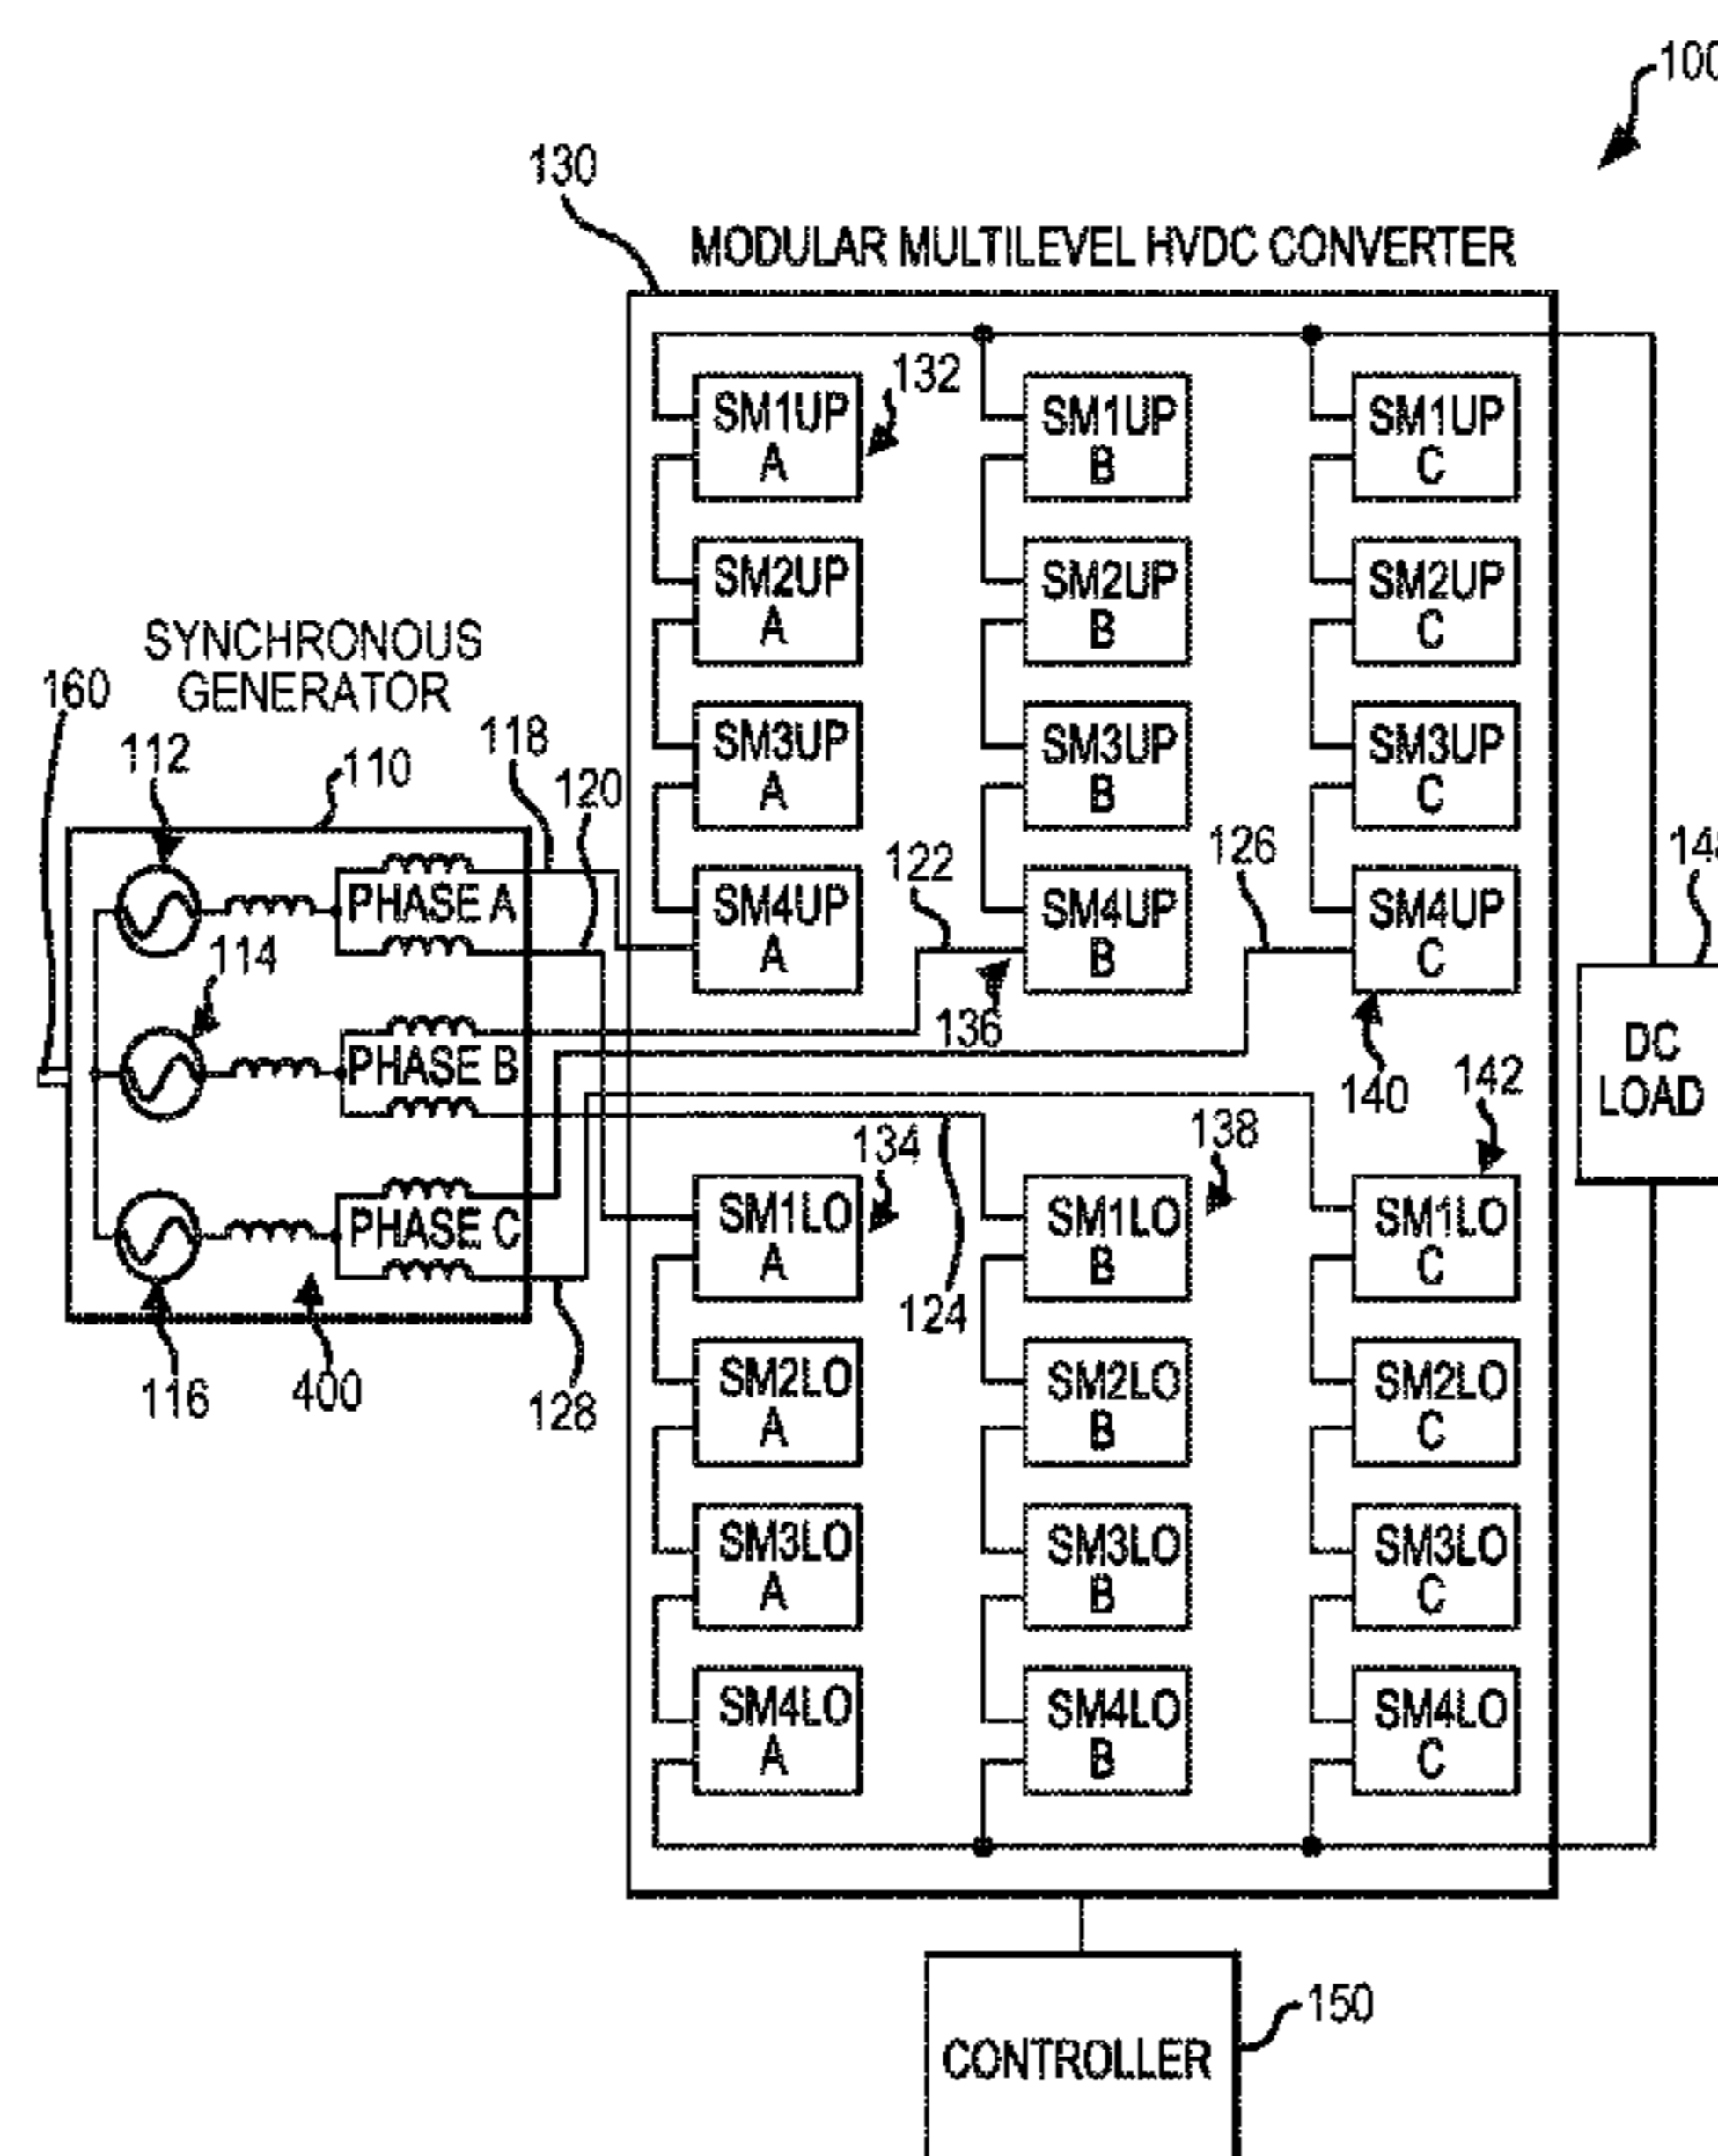 100
130
MODULAR MULTILEVEL HVDC CONVERTER
132
SM1UP
A
SM1UP
B
SM1UP
C
SM2UP
A
SM2UP
B
SM2UP
C
SYNCHRONOUS
GENERATOR
160
112
110
118
120
SM3UP
A
SM3UP
B
SM3UP
C
122
126
148
PHASE A
114
SM4UP
A
SM4UP
B
SM4UP
C
136
140
142
DC
LOAD
PHASE B
134
138
PHASE C
SM1LO
A
SM1LO
B
SM1LO
C
124
116
400
128
SM2LO
A
SM2LO
B
SM2LO
C
SM3LO
A
SM3LO
B
SM3LO
C
SM4LO
A
SM4LO
B
SM4LO
C
150
CONTROLLER